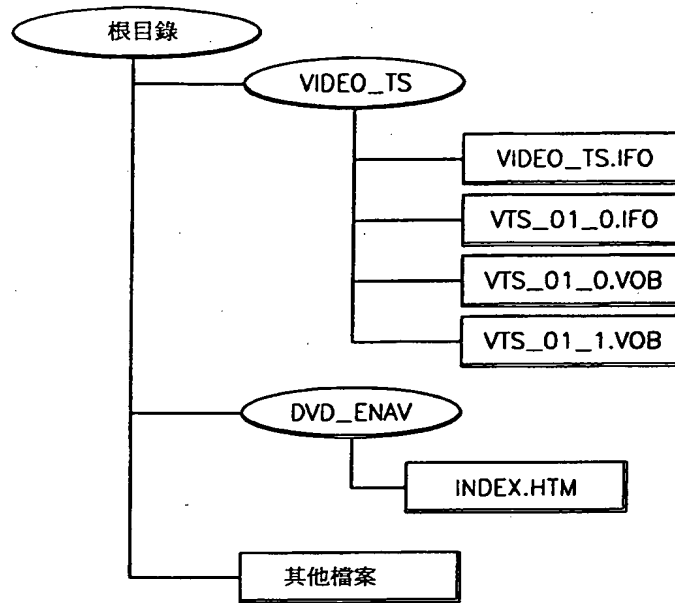 根目錄
VIDEO_TS
VIDEO_TS.IFO
VTS_01_0.IFO
VTS_01_0.VOB
VTS_01_1.VOB
DVD_ENAV
INDEX.HTM
其他檔案